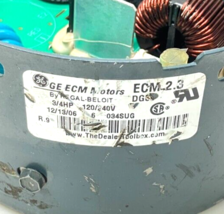 GE ECM Motors ECM 2.3
By REGAL-BELOIT
3/4HP 120/240V
12/13/06 6 034SUG
www.TheDealerToolbox.com